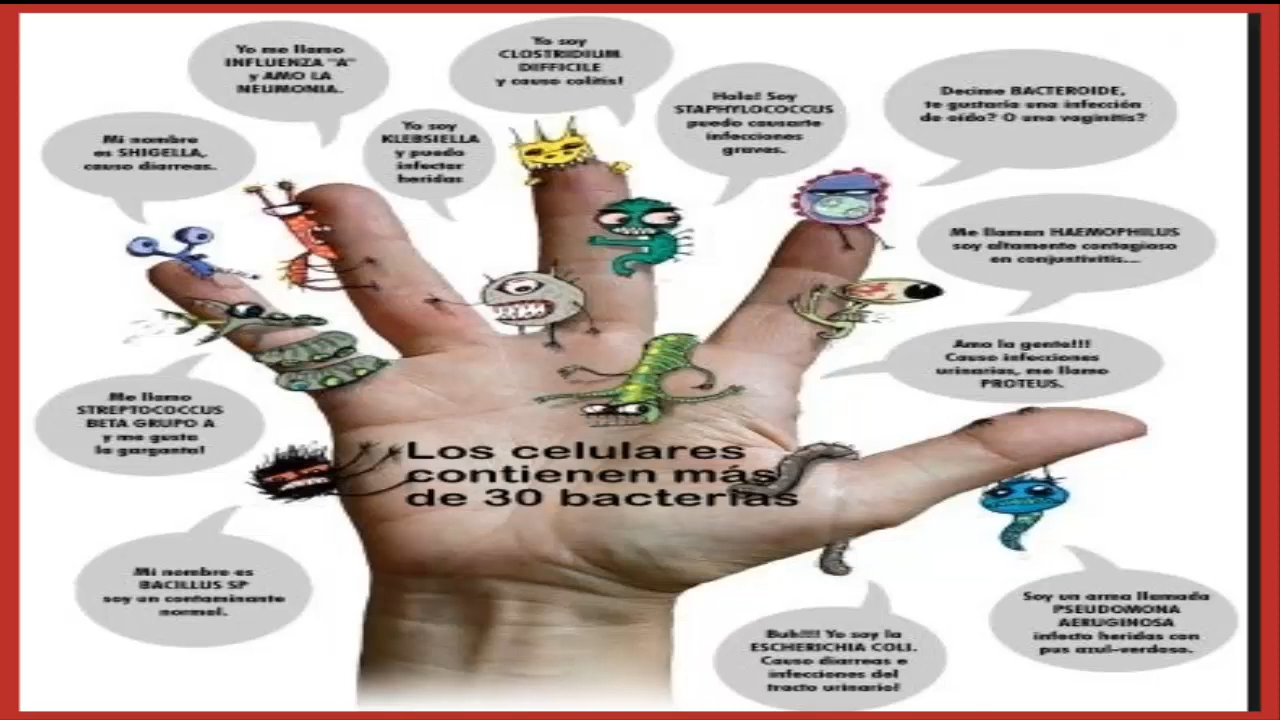 Yo me llamo
INFLUENZA "A"
y AMO LA
NEUMONIA.
Yo soy
CLOSTRIDIUM
DIFFICILE
y causo colitis!
Hola! Soy
STAPHYLOCOCCUS
puedo causarte
infecciones
graves.
Decime BACTEROIDE,
te gustaría una infección
de oído? O una vaginitis?
Mi nombre
es SHIGELLA,
causo diarreas.
Yo soy
KLEBSIELLA
y puedo
infectar
heridas
Me llaman HAEMOPHILUS
soy altamente contagioso
en conjuntivitis...
Amo la gente!!!
Causo infecciones
urinarias, me llamo
PROTEUS.
Me llamo
STREPTOCOCCUS
BETA GRUPO A
y me gusta
la garganta!
Los celulares
contienen más
de 30 bacterias
Mi nombre es
BACILLUS SP
soy un contaminante
normal.
Buh!!!! Yo soy la
ESCHERICHIA COLI.
Causo diarreas e
infecciones del
tracto urinario!
Soy un arma llamada
PSEUDOMONA
AERUGINOSA
infecto heridas con
pus azul-verdoso.